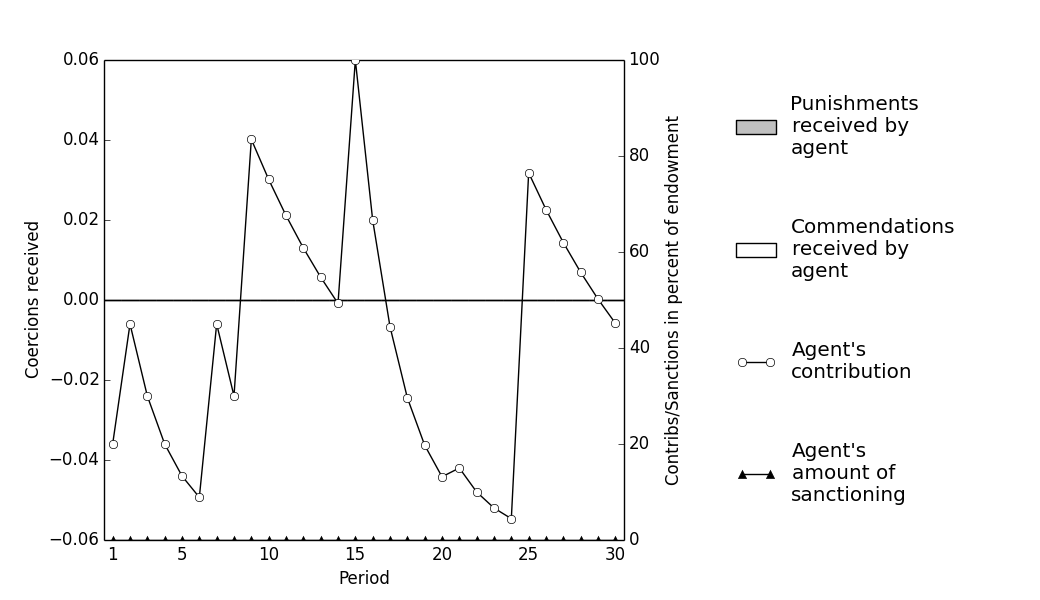 0.06
0.04
0.02
0.00
−0.02
−0.04
−0.06
Coercions received
1 5 10 15 20 25 30
Period
100
80
60
40
20
0
Contribs/Sanctions in percent of endowment
Punishments
received by
agent
Commendations
received by
agent
Agent's
contribution
Agent's
amount of
sanctioning